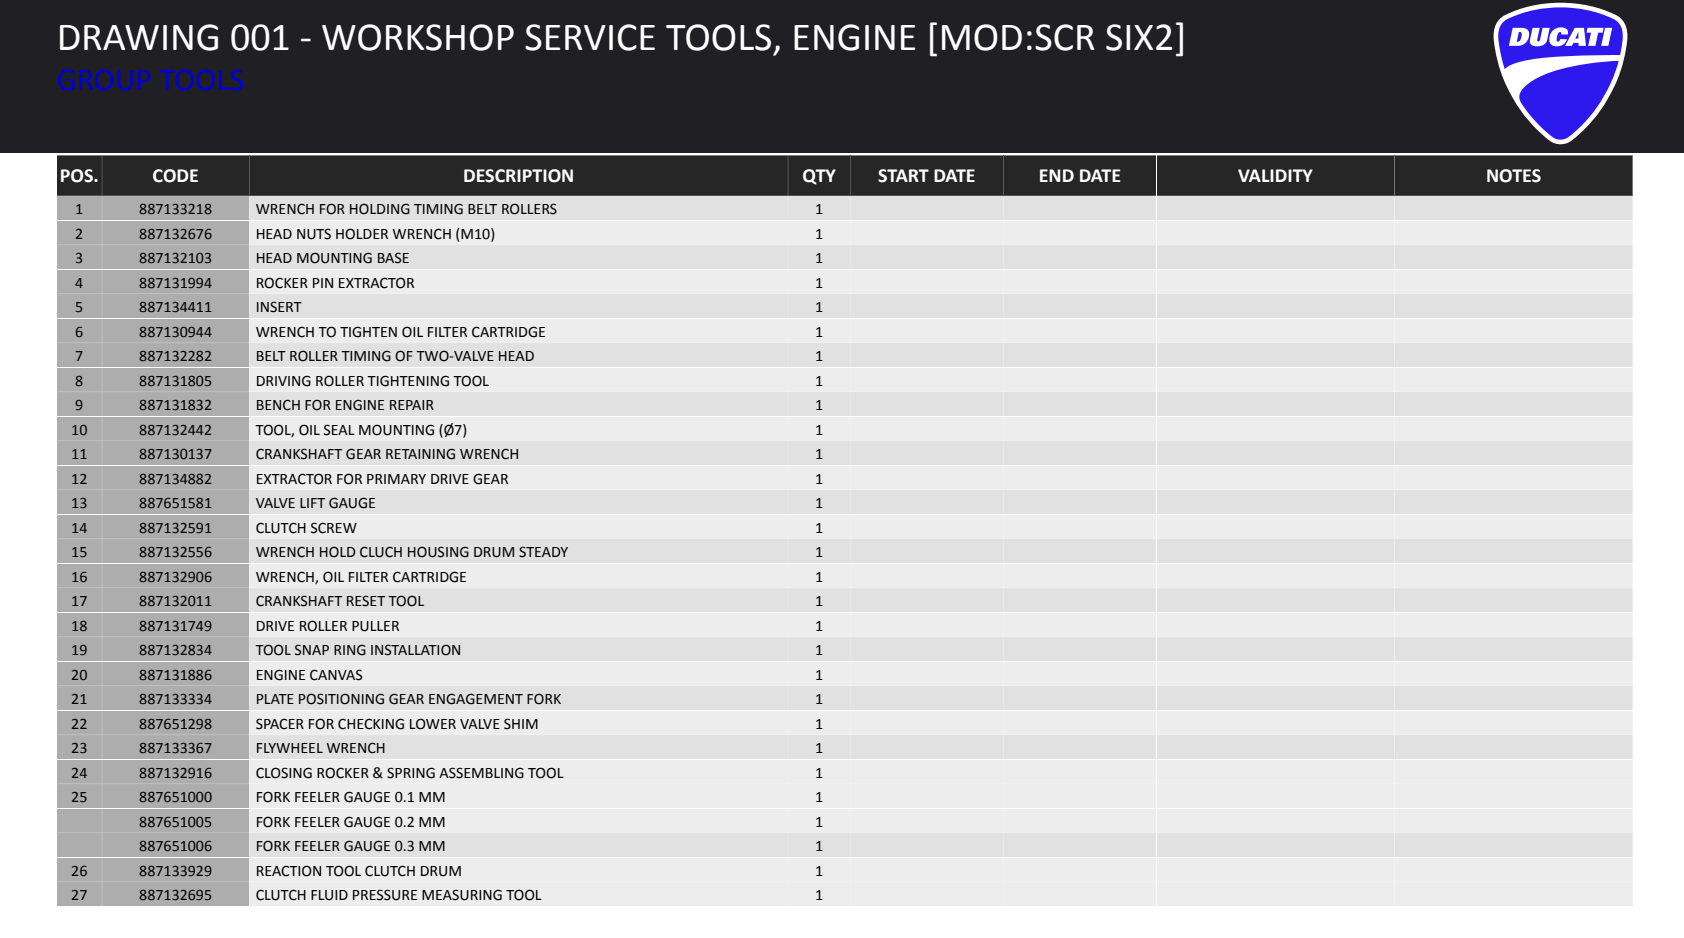 DRAWING 001 - WORKSHOP SERVICE TOOLS, ENGINE [MOD:SCR SIX2]
GROUP TOOLS
DUCATI
POS. CODE DESCRIPTION QTY START DATE END DATE VALIDITY NOTES
1 887133218 WRENCH FOR HOLDING TIMING BELT ROLLERS 1
2 887132676 HEAD NUTS HOLDER WRENCH (M10) 1
3 887132103 HEAD MOUNTING BASE 1
4 887131994 ROCKER PIN EXTRACTOR 1
5 887134411 INSERT 1
6 887130944 WRENCH TO TIGHTEN OIL FILTER CARTRIDGE 1
7 887132282 BELT ROLLER TIMING OF TWO-VALVE HEAD 1
8 887131805 DRIVING ROLLER TIGHTENING TOOL 1
9 887131832 BENCH FOR ENGINE REPAIR 1
10 887132442 TOOL, OIL SEAL MOUNTING (Ø7) 1
11 887130137 CRANKSHAFT GEAR RETAINING WRENCH 1
12 887134882 EXTRACTOR FOR PRIMARY DRIVE GEAR 1
13 887651581 VALVE LIFT GAUGE 1
14 887132591 CLUTCH SCREW 1
15 887132556 WRENCH HOLD CLUCH HOUSING DRUM STEADY 1
16 887132906 WRENCH, OIL FILTER CARTRIDGE 1
17 887132011 CRANKSHAFT RESET TOOL 1
18 887131749 DRIVE ROLLER PULLER 1
19 887132834 TOOL SNAP RING INSTALLATION 1
20 887131886 ENGINE CANVAS 1
21 887133334 PLATE POSITIONING GEAR ENGAGEMENT FORK 1
22 887651298 SPACER FOR CHECKING LOWER VALVE SHIM 1
23 887133367 FLYWHEEL WRENCH 1
24 887132916 CLOSING ROCKER & SPRING ASSEMBLING TOOL 1
25 887651000 FORK FEELER GAUGE 0.1 MM 1
887651005 FORK FEELER GAUGE 0.2 MM 1
887651006 FORK FEELER GAUGE 0.3 MM 1
26 887133929 REACTION TOOL CLUTCH DRUM 1
27 887132695 CLUTCH FLUID PRESSURE MEASURING TOOL 1